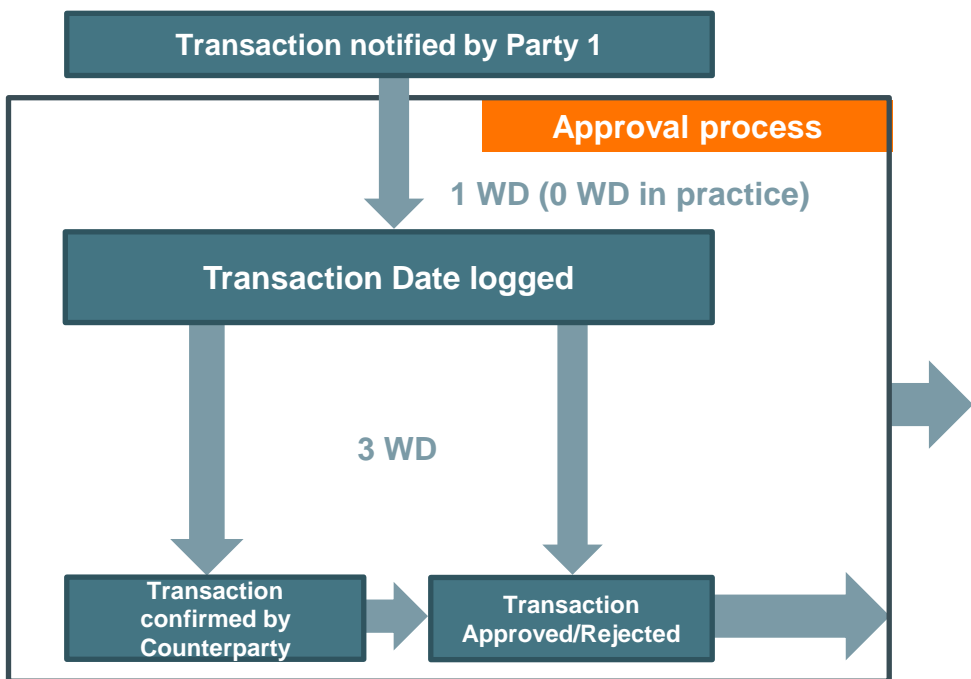 Transaction notified by Party 1
Approval process
1 WD (0 WD in practice)
Transaction Date logged
3 WD
Transaction
confirmed by
Counterparty
Transaction
Approved/Rejected